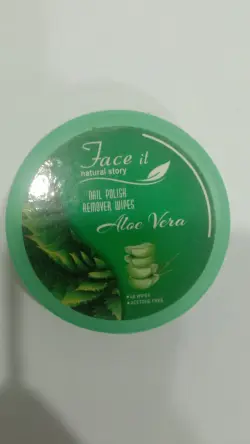 Face it
natural story
NAIL POLISH
REMOVER WIPES
Aloe Vera
ACETONE FREE